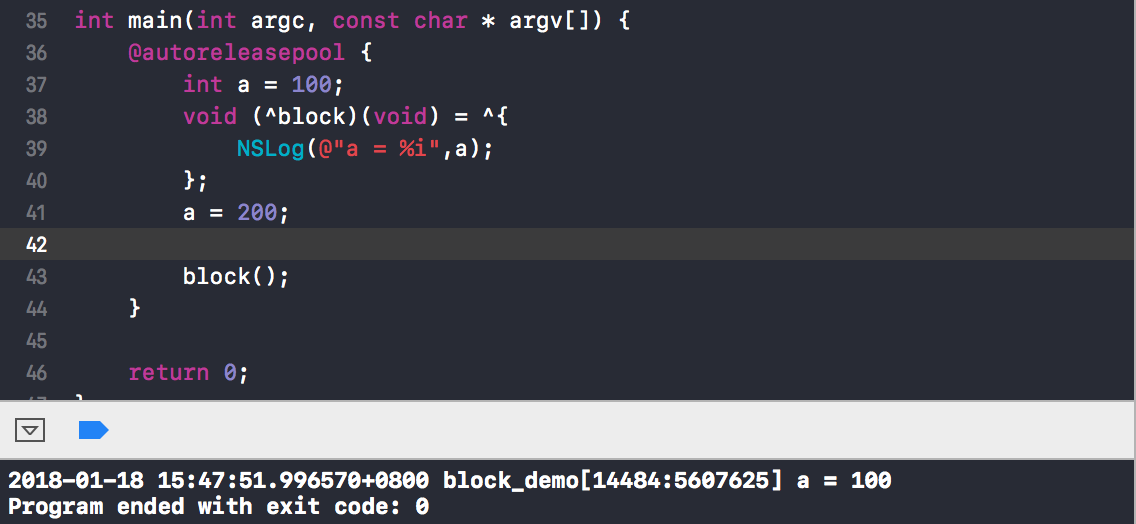 35 int main(int argc, const char * argv[]) {
36     @autoreleasepool {
37         int a = 100;
38         void (^block)(void) = ^{
39             NSLog(@"a = %i",a);
40         };
41         a = 200;
42
43         block();
44     }
45
46     return 0;
2018-01-18 15:47:51.996570+0800 block_demo[14484:5607625] a = 100
Program ended with exit code: 0